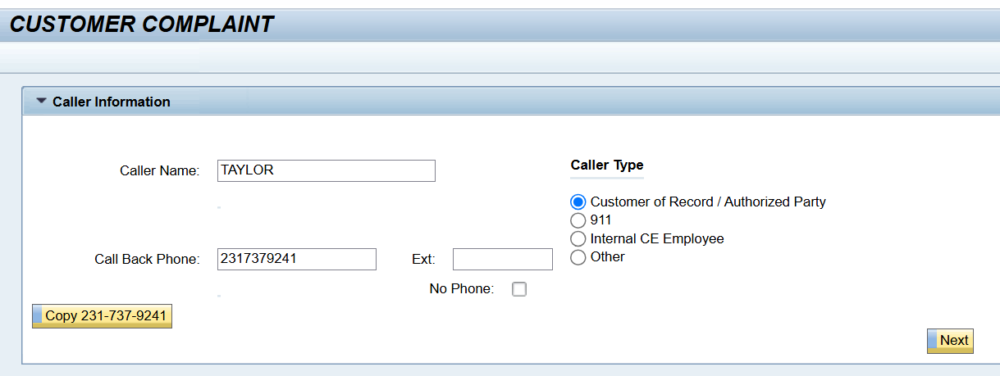 CUSTOMER COMPLAINT
Caller Information
Caller Name: TAYLOR
Caller Type
Customer of Record / Authorized Party
911
Internal CE Employee
Other
Call Back Phone: 2317379241 Ext:
No Phone:
Copy 231-737-9241
Next